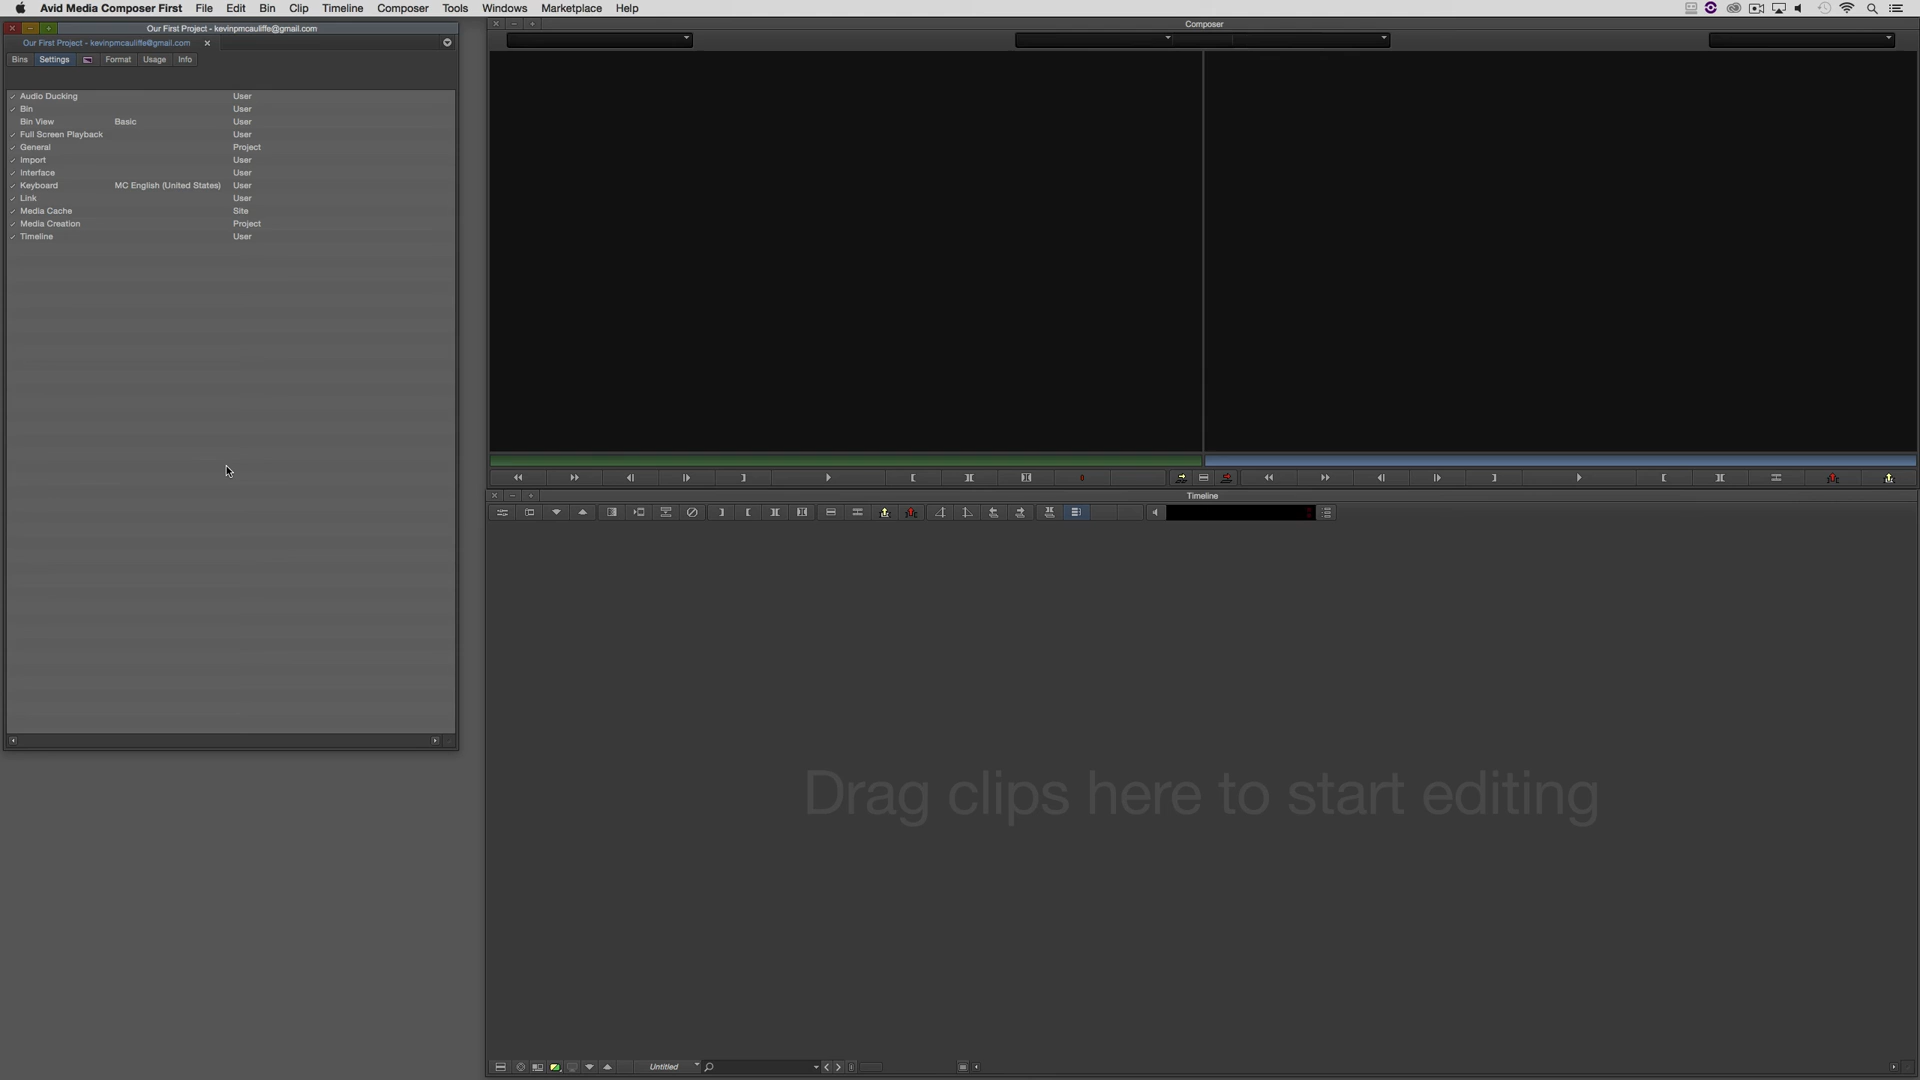 Avid Media Composer First File Edit Bin Clip Timeline Composer Tools Windows Marketplace Help
Our First Project - kevinpmcauliffe@gmail.com
Our First Project - kevinpmcauliffe@gmail.com
Bins Settings Format Usage Info
Audio Ducking User
Bin User
Bin View Basic User
Full Screen Playback User
General Project
Import User
Interface User
Keyboard MC English (United States) User
Link User
Media Cache Site
Media Creation Project
Timeline User
Composer
Timeline
Drag clips here to start editing
Untitled